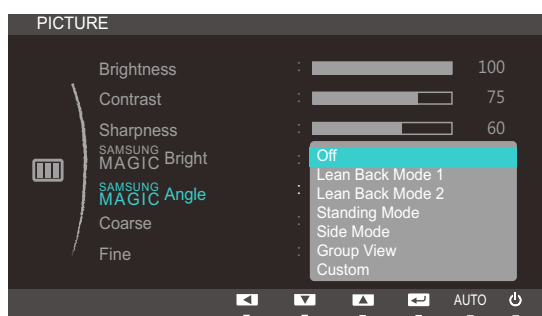 PICTURE
Brightness : 100
Contrast : 75
Sharpness : 60
SAMSUNG MAGIC Bright :
SAMSUNG MAGIC Angle :
Coarse :
Fine :
Off
Lean Back Mode 1
Lean Back Mode 2
Standing Mode
Side Mode
Group View
Custom
AUTO